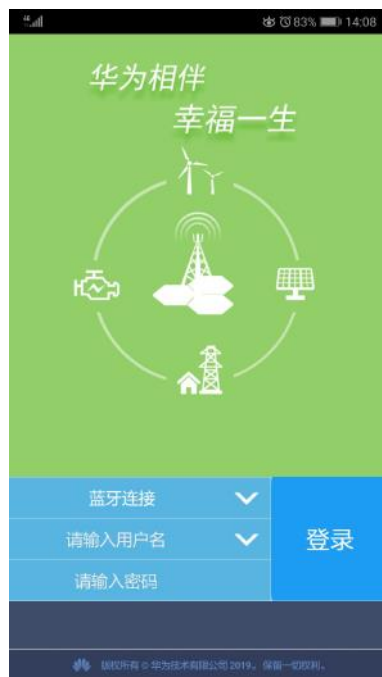 83% 14:08
华为相伴
幸福一生
蓝牙连接
请输入用户名
请输入密码
登录
版权所有 © 华为技术有限公司 2019。保留一切权利。